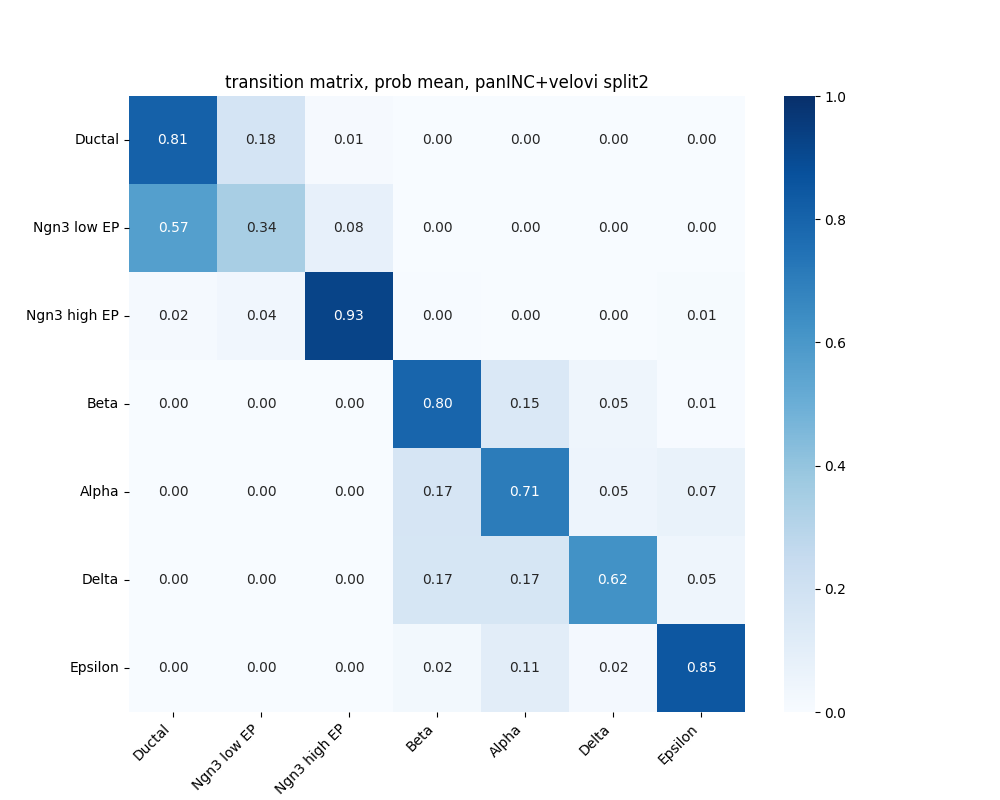 transition matrix, prob mean, panINC+velovi split2
Ductal 0.81 0.18 0.01 0.00 0.00 0.00 0.00
Ngn3 low EP 0.57 0.34 0.08 0.00 0.00 0.00 0.00
Ngn3 high EP 0.02 0.04 0.93 0.00 0.00 0.00 0.01
Beta 0.00 0.00 0.00 0.80 0.15 0.05 0.01
Alpha 0.00 0.00 0.00 0.17 0.71 0.05 0.07
Delta 0.00 0.00 0.00 0.17 0.17 0.62 0.05
Epsilon 0.00 0.00 0.00 0.02 0.11 0.02 0.85
Ductal Ngn3 low EP Ngn3 high EP Beta Alpha Delta Epsilon
1.0
0.8
0.6
0.4
0.2
0.0